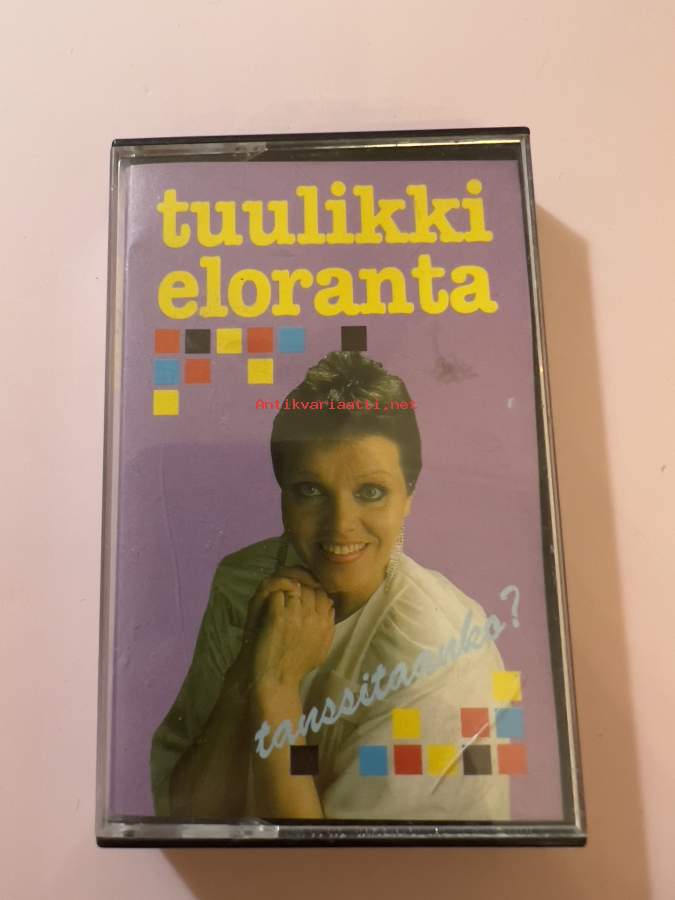 tuulikki
eloranta
Antikvariaatti.net
tanssitaanko?